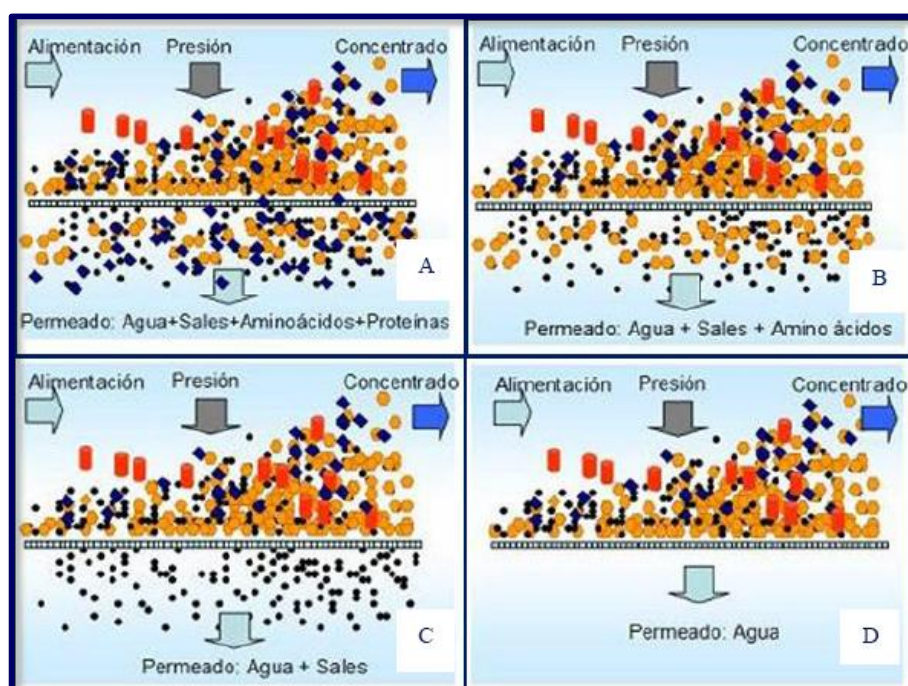 Alimentación Presión Concentrado
A
Permeado: Agua+Sales+Aminoácidos+Proteínas
Alimentación Presión Concentrado
B
Permeado: Agua + Sales + Amino ácidos
Alimentación Presión Concentrado
C
Permeado: Agua + Sales
Alimentación Presión Concentrado
Permeado: Agua
D